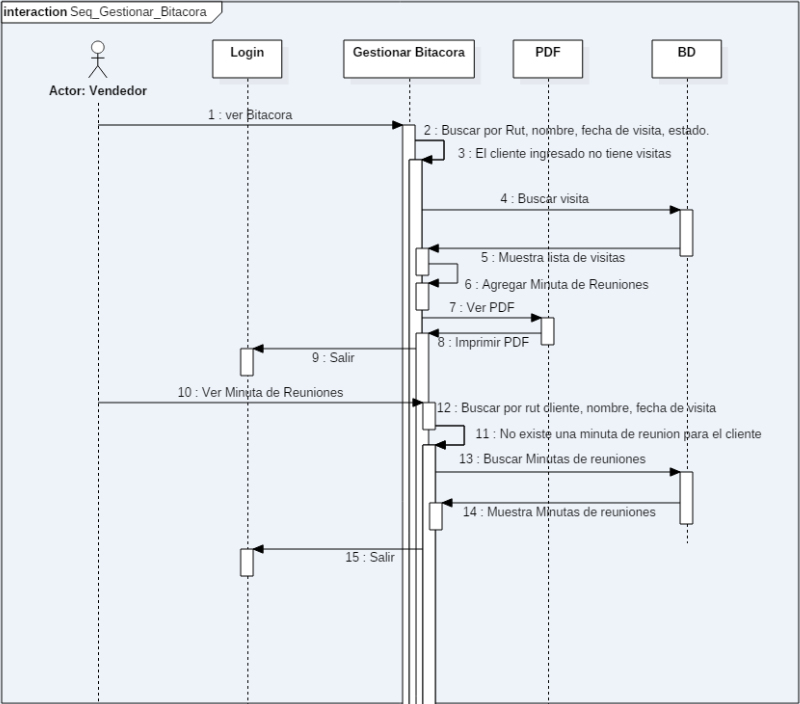 interaction Seq_Gestionar_Bitacora
Login
Gestionar Bitacora
PDF
BD
Actor: Vendedor
1 : ver Bitacora
2 : Buscar por Rut, nombre, fecha de visita, estado.
3 : El cliente ingresado no tiene visitas
4 : Buscar visita
5 : Muestra lista de visitas
6 : Agregar Minuta de Reuniones
7 : Ver PDF
8 : Imprimir PDF
9 : Salir
10 : Ver Minuta de Reuniones
12 : Buscar por rut cliente, nombre, fecha de visita
11 : No existe una minuta de reunion para el cliente
13 : Buscar Minutas de reuniones
14 : Muestra Minutas de reuniones
15 : Salir